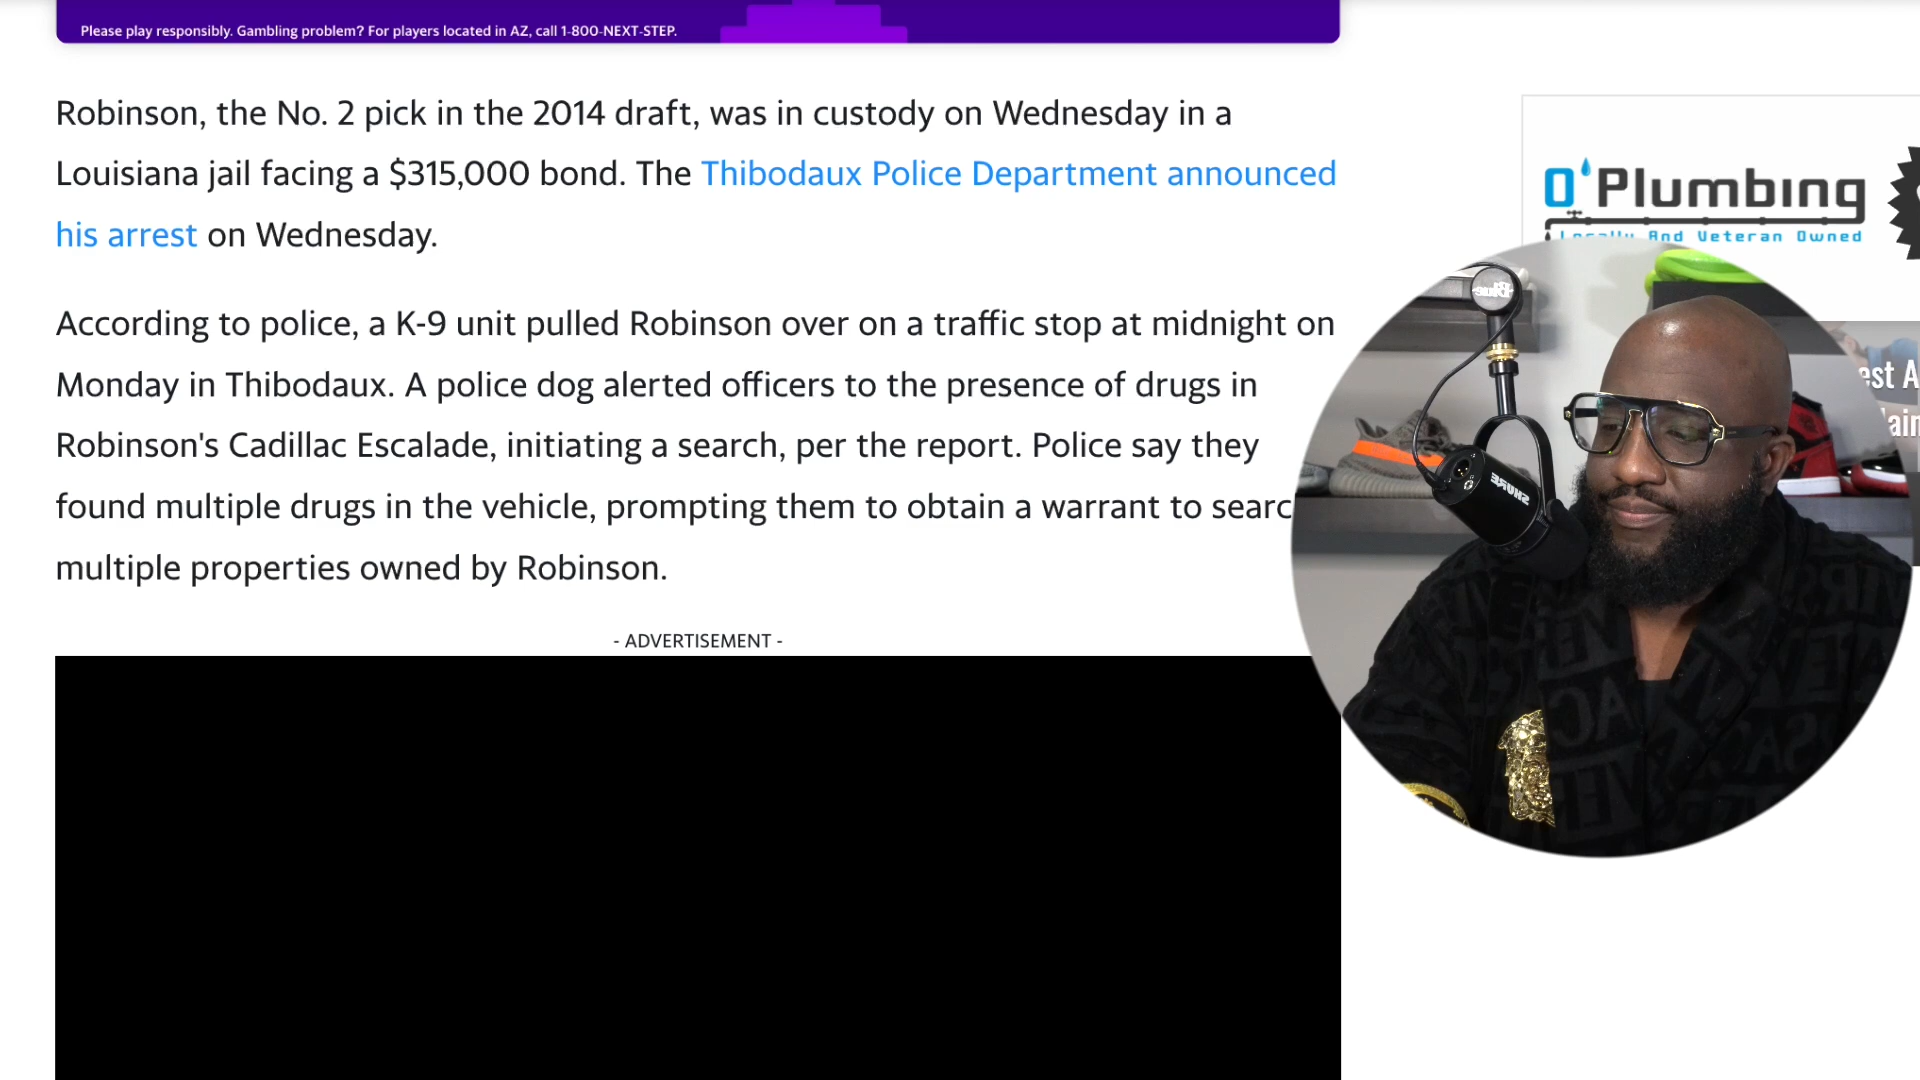 Please play responsibly. Gambling problem? For players located in AZ, call 1-800-NEXT-STEP.
Robinson, the No. 2 pick in the 2014 draft, was in custody on Wednesday in a
Louisiana jail facing a $315,000 bond. The Thibodaux Police Department announced
his arrest on Wednesday.
According to police, a K-9 unit pulled Robinson over on a traffic stop at midnight on
Monday in Thibodaux. A police dog alerted officers to the presence of drugs in
Robinson's Cadillac Escalade, initiating a search, per the report. Police say they
found multiple drugs in the vehicle, prompting them to obtain a warrant to searc
multiple properties owned by Robinson.
- ADVERTISEMENT -
O'Plumbing
Locally And Veteran Owned
est A
lain
Blue
SHURE